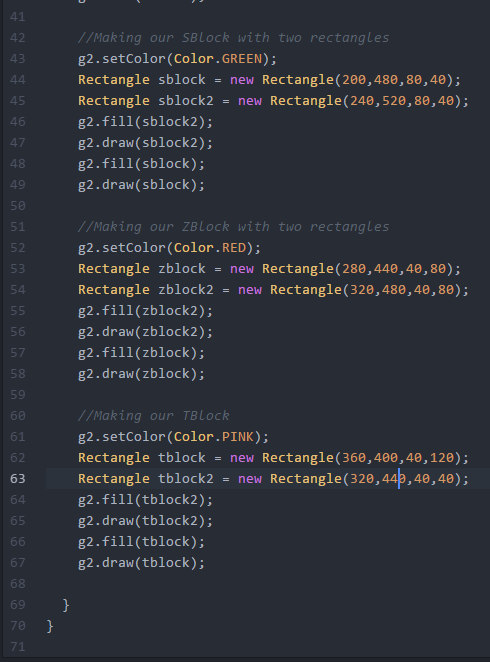 41
42 //Making our SBlock with two rectangles
43 g2.setColor(Color.GREEN);
44 Rectangle sblock = new Rectangle(200,480,80,40);
45 Rectangle sblock2 = new Rectangle(240,520,80,40);
46 g2.fill(sblock2);
47 g2.draw(sblock2);
48 g2.fill(sblock);
49 g2.draw(sblock);
50
51 //Making our ZBlock with two rectangles
52 g2.setColor(Color.RED);
53 Rectangle zblock = new Rectangle(280,440,40,80);
54 Rectangle zblock2 = new Rectangle(320,480,40,80);
55 g2.fill(zblock2);
56 g2.draw(zblock2);
57 g2.fill(zblock);
58 g2.draw(zblock);
59
60 //Making our TBlock
61 g2.setColor(Color.PINK);
62 Rectangle tblock = new Rectangle(360,400,40,120);
63 Rectangle tblock2 = new Rectangle(320,440,40,40);
64 g2.fill(tblock2);
65 g2.draw(tblock2);
66 g2.fill(tblock);
67 g2.draw(tblock);
68
69 }
70 }
71